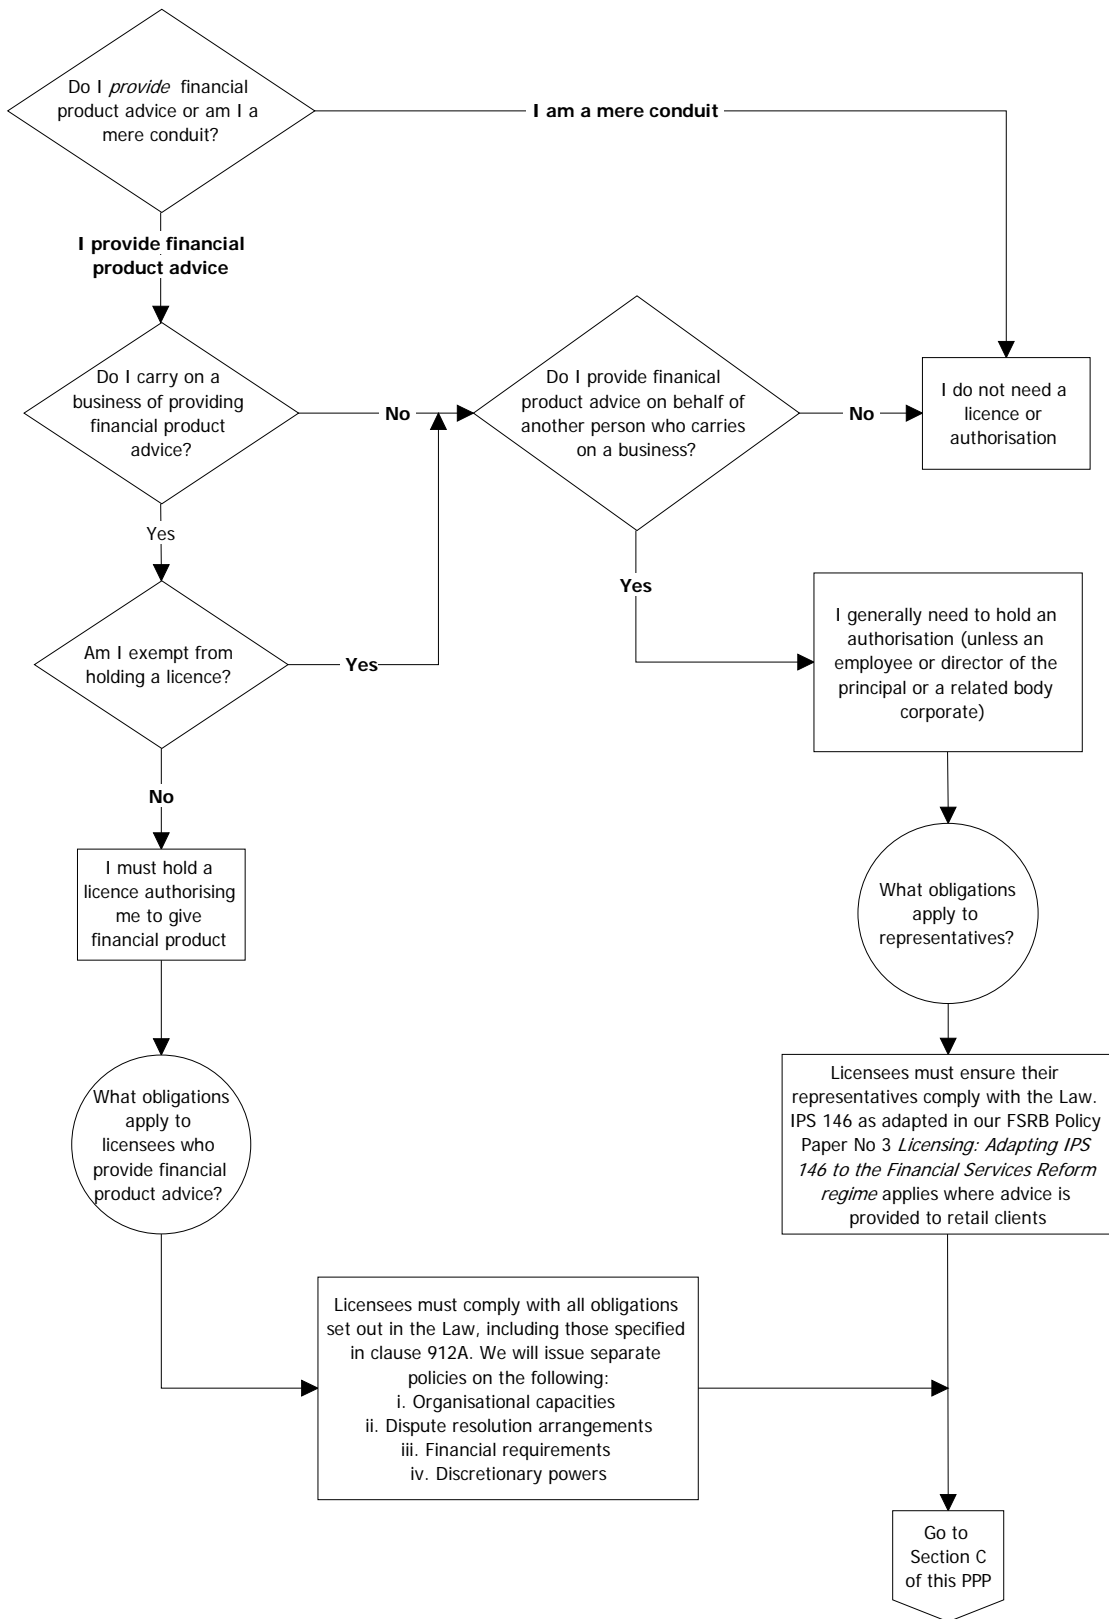 Do I provide financial
product advice or am I a
mere conduit?
I am a mere conduit
I provide financial
product advice
Do I carry on a
business of providing
financial product
advice?
No
Do I provide finanical
product advice on behalf of
another person who carries
on a business?
No
I do not need a
licence or
authorisation
Yes
Am I exempt from
holding a licence?
Yes
Yes
I generally need to hold an
authorisation (unless an
employee or director of the
principal or a related body
corporate)
No
I must hold a
licence authorising
me to give
financial product
What obligations
apply to
representatives?
What obligations
apply to
licensees who
provide financial
product advice?
Licensees must ensure their
representatives comply with the Law.
IPS 146 as adapted in our FSRB Policy
Paper No 3 Licensing: Adapting IPS
146 to the Financial Services Reform
regime applies where advice is
provided to retail clients
Licensees must comply with all obligations
set out in the Law, including those specified
in clause 912A. We will issue separate
policies on the following:
i. Organisational capacities
ii. Dispute resolution arrangements
iii. Financial requirements
iv. Discretionary powers
Go to
Section C
of this PPP